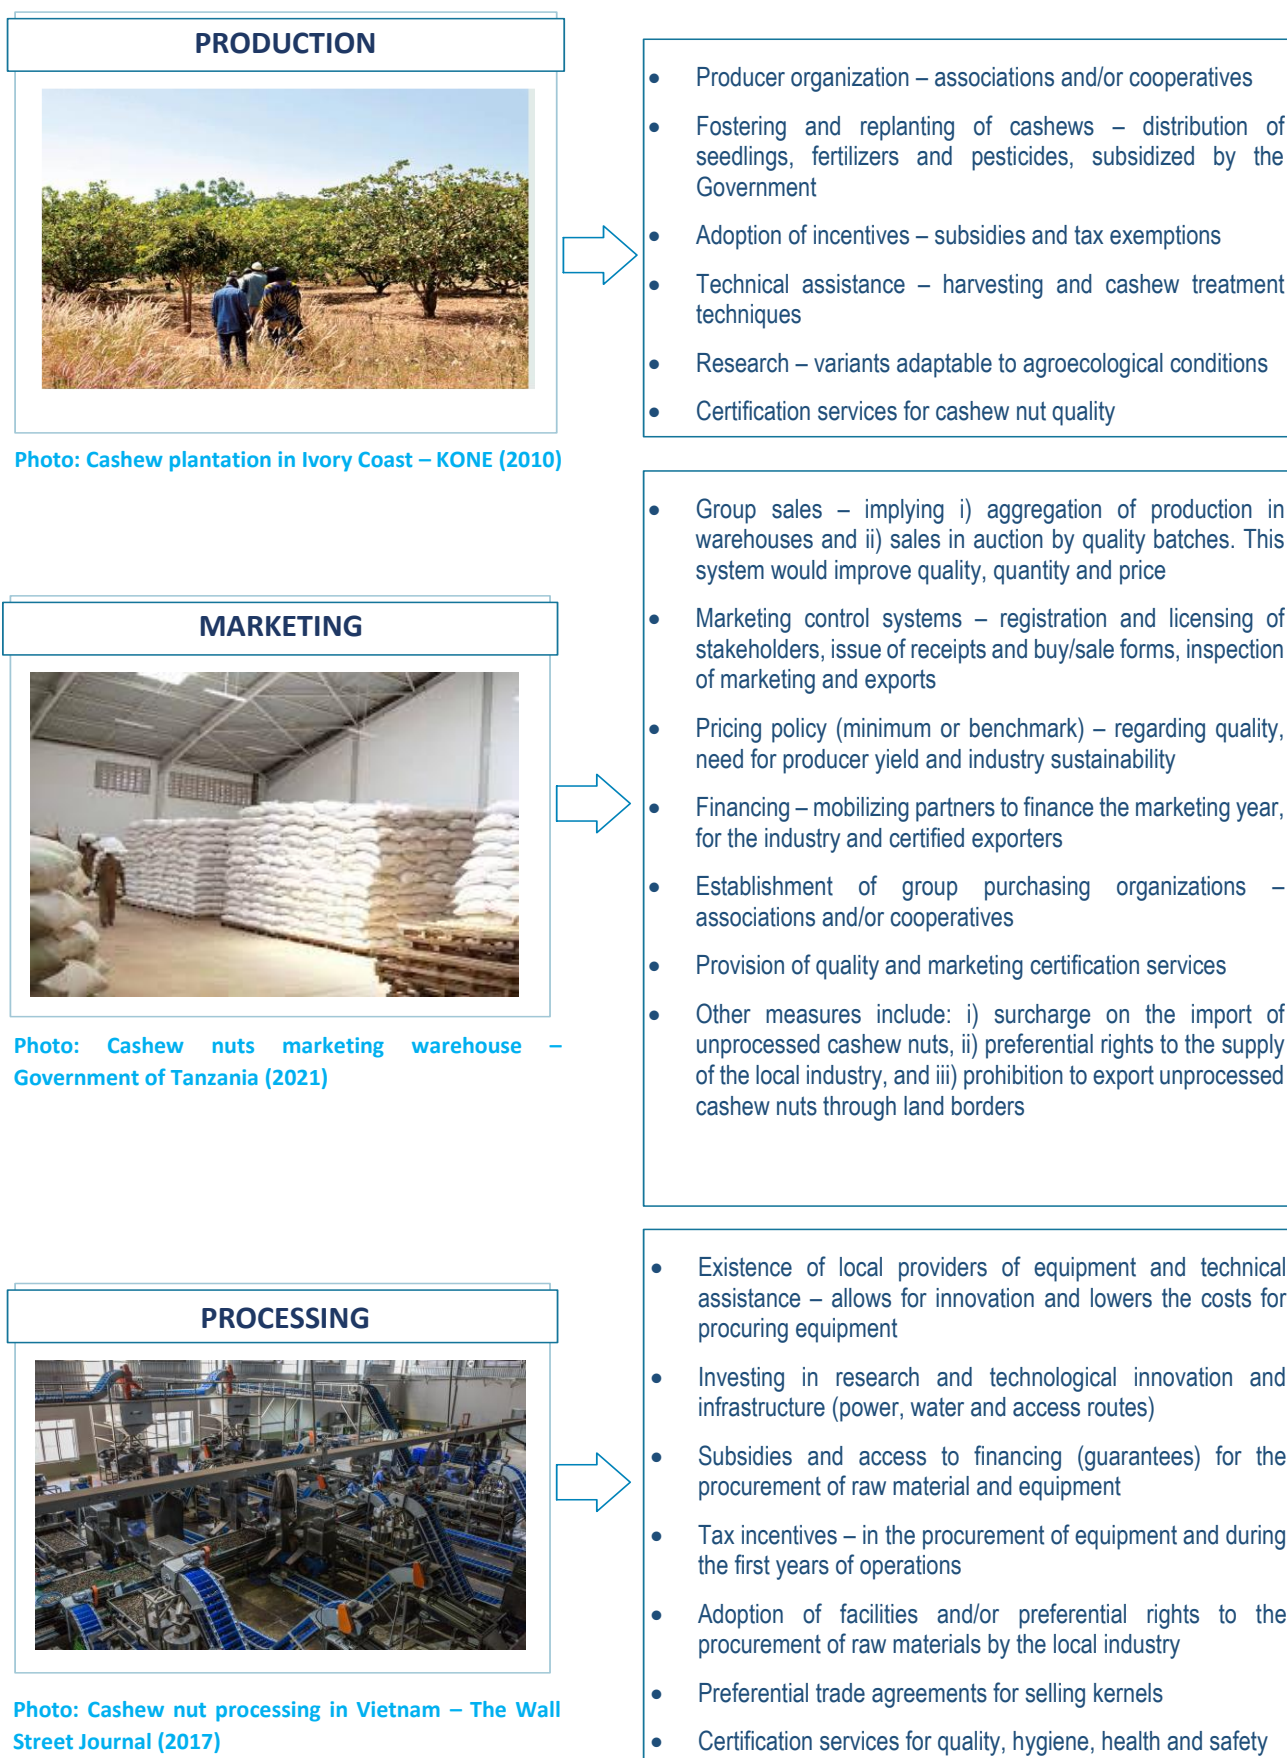 PRODUCTION
Photo: Cashew plantation in Ivory Coast – KONE (2010)
● Producer organization – associations and/or cooperatives
● Fostering and replanting of cashews – distribution of
seedlings, fertilizers and pesticides, subsidized by the
Government
● Adoption of incentives – subsidies and tax exemptions
● Technical assistance – harvesting and cashew treatment
techniques
● Research – variants adaptable to agroecological conditions
● Certification services for cashew nut quality
MARKETING
Photo: Cashew nuts marketing warehouse –
Government of Tanzania (2021)
● Group sales – implying i) aggregation of production in
warehouses and ii) sales in auction by quality batches. This
system would improve quality, quantity and price
● Marketing control systems – registration and licensing of
stakeholders, issue of receipts and buy/sale forms, inspection
of marketing and exports
● Pricing policy (minimum or benchmark) – regarding quality,
need for producer yield and industry sustainability
● Financing – mobilizing partners to finance the marketing year,
for the industry and certified exporters
● Establishment of group purchasing organizations –
associations and/or cooperatives
● Provision of quality and marketing certification services
● Other measures include: i) surcharge on the import of
unprocessed cashew nuts, ii) preferential rights to the supply
of the local industry, and iii) prohibition to export unprocessed
cashew nuts through land borders
PROCESSING
Photo: Cashew nut processing in Vietnam – The Wall
Street Journal (2017)
● Existence of local providers of equipment and technical
assistance – allows for innovation and lowers the costs for
procuring equipment
● Investing in research and technological innovation and
infrastructure (power, water and access routes)
● Subsidies and access to financing (guarantees) for the
procurement of raw material and equipment
● Tax incentives – in the procurement of equipment and during
the first years of operations
● Adoption of facilities and/or preferential rights to the
procurement of raw materials by the local industry
● Preferential trade agreements for selling kernels
● Certification services for quality, hygiene, health and safety